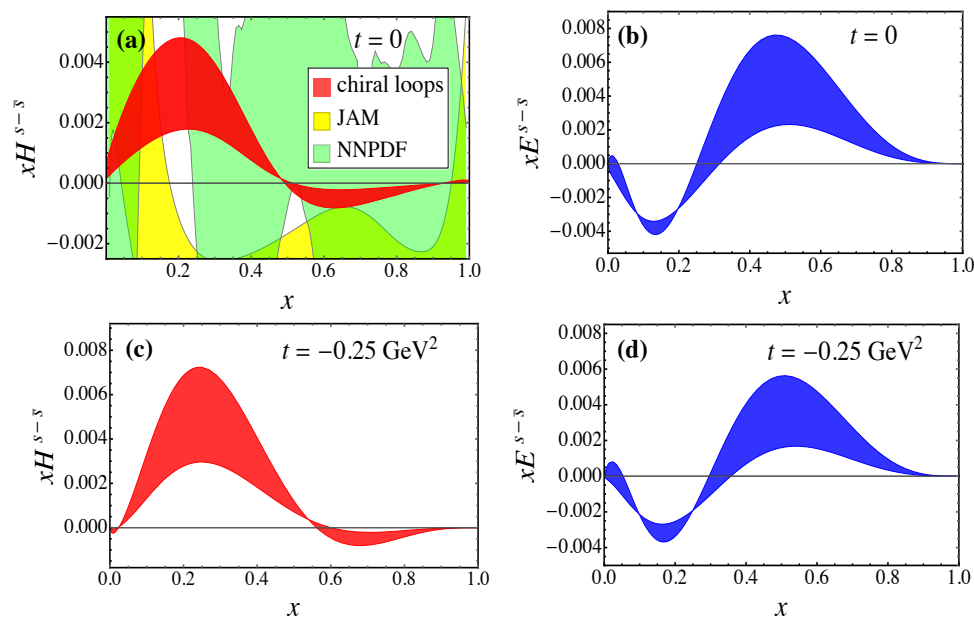 (a)
t = 0
chiral loops
JAM
NNPDF
xH s−s̄
0.004
0.002
0.000
−0.002
0.2
0.4
0.6
0.8
1.0
x
(b)
t = 0
xE s−s̄
0.008
0.006
0.004
0.002
0.000
−0.002
−0.004
0.0
0.2
0.4
0.6
0.8
1.0
x
(c)
t = −0.25 GeV²
xH s−s̄
0.008
0.006
0.004
0.002
0.000
0.0
0.2
0.4
0.6
0.8
1.0
x
(d)
t = −0.25 GeV²
xE s−s̄
0.008
0.006
0.004
0.002
0.000
−0.002
−0.004
0.0
0.2
0.4
0.6
0.8
1.0
x